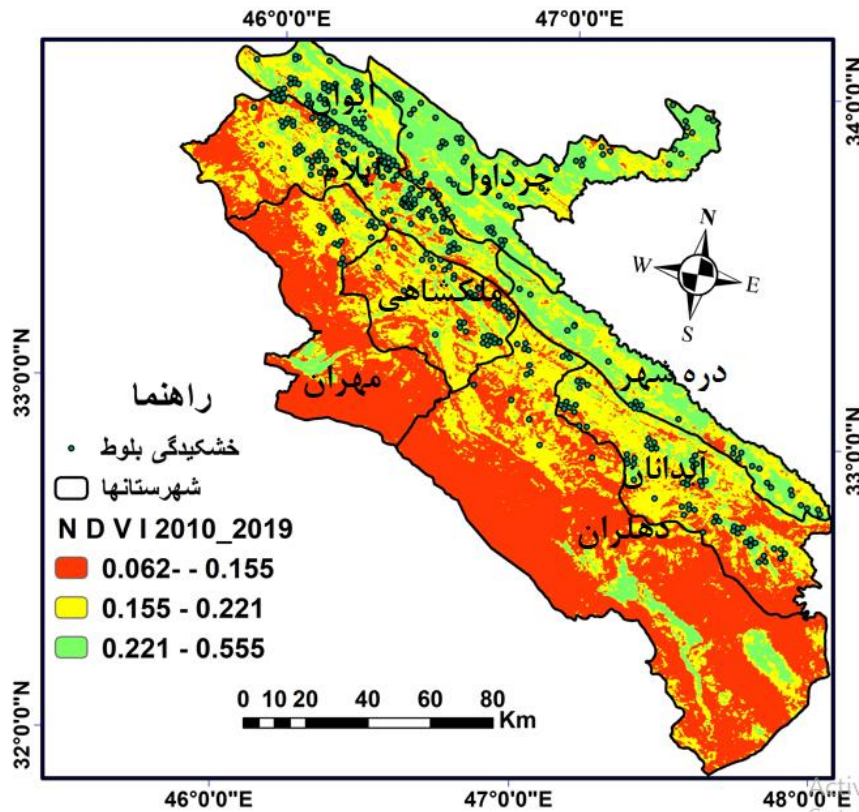 46°0'0"E 47°0'0"E
34°0'0"N
33°0'0"N
33°0'0"N
32°0'0"N
46°0'0"E 47°0'0"E 48°0'0"E
ایوان
ایلام
چرداول
ملکشاهی
مهران
دره شهر
آبدانان
دهلران
N
W E
S
راهنما
خشکیدگی بلوط
شهرستانها
N D V I 2010_2019
0.062- - 0.155
0.155 - 0.221
0.221 - 0.555
0 10 20 40 60 80
Km
Activ